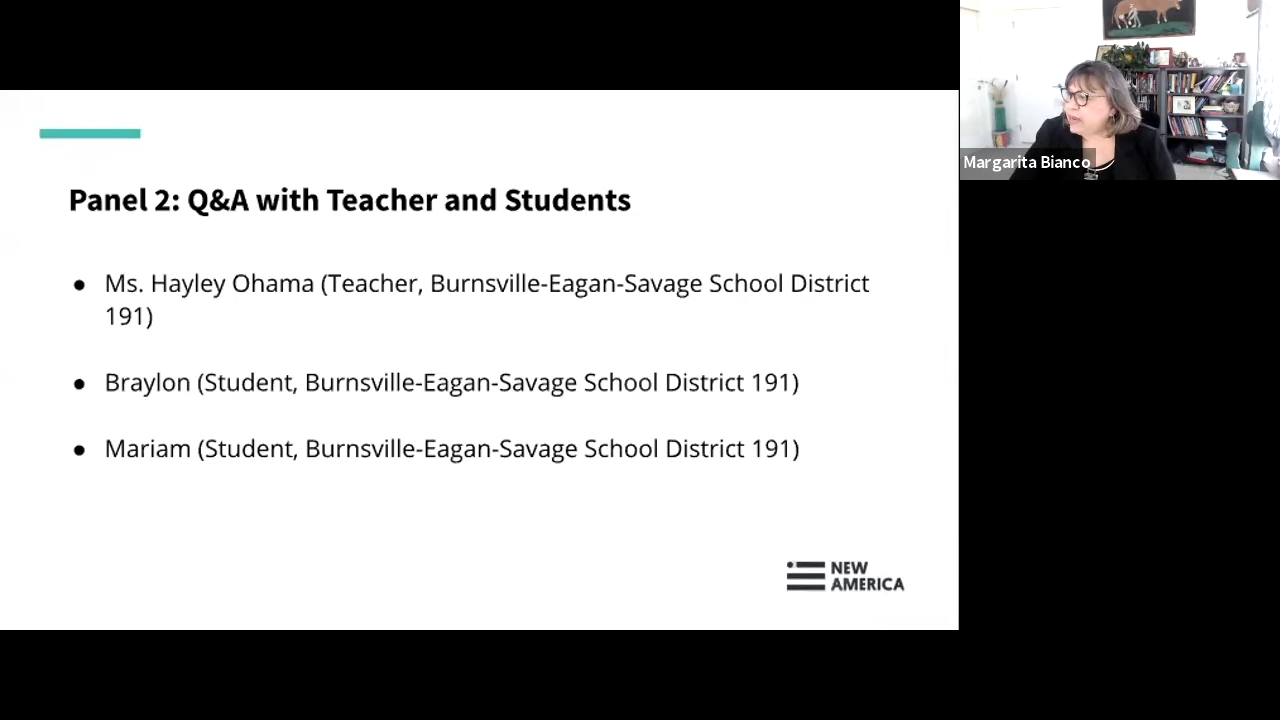 Panel 2: Q&A with Teacher and Students
● Ms. Hayley Ohama (Teacher, Burnsville-Eagan-Savage School District
191)
● Braylon (Student, Burnsville-Eagan-Savage School District 191)
● Mariam (Student, Burnsville-Eagan-Savage School District 191)
NEW
AMERICA
Margarita Bianco